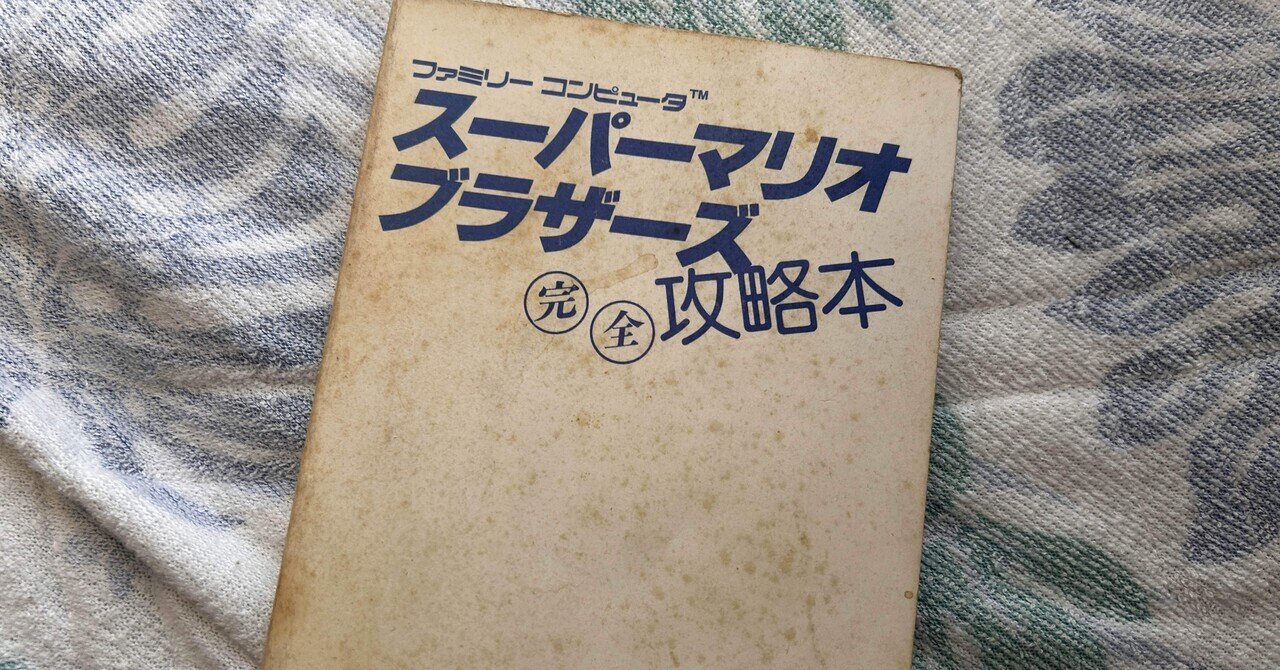 ファミリー コンピュータ™
スーパーマリオ
ブラザーズ
完全攻略本